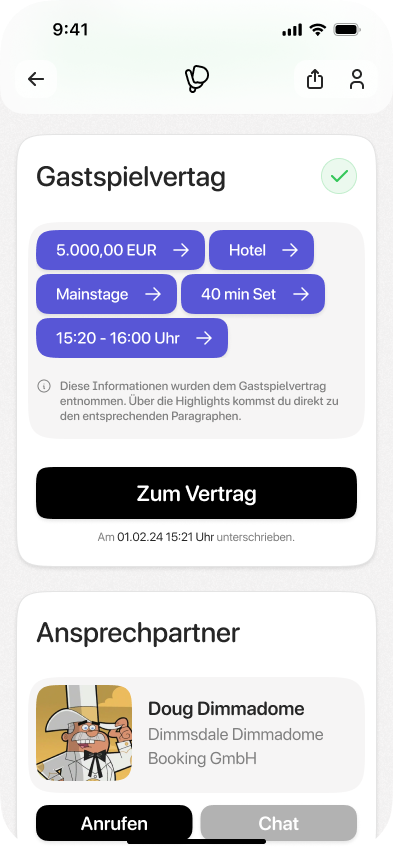 9:41
Gastspielvertag
5.000,00 EUR → Hotel →
Mainstage → 40 min Set →
15:20 - 16:00 Uhr →
Diese Informationen wurden dem Gastspielvertrag
entnommen. Über die Highlights kommst du direkt zu
den entsprechenden Paragraphen.
Zum Vertrag
Am 01.02.24 15:21 Uhr unterschrieben.
Ansprechpartner
Doug Dimmadome
Dimmsdale Dimmadome
Booking GmbH
Anrufen Chat